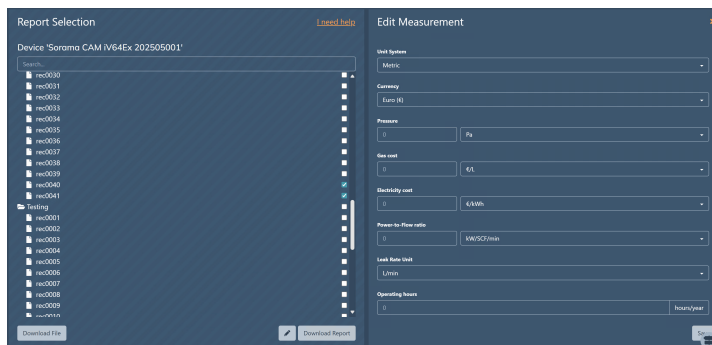 Report Selection
I need help
Device 'Sorama CAM iV64Ex 202505001'
Search...
rec0030
rec0031
rec0032
rec0033
rec0034
rec0035
rec0036
rec0037
rec0038
rec0039
rec0040
rec0041
Testing
rec0001
rec0002
rec0003
rec0004
rec0005
rec0006
rec0007
rec0008
rec0009
rec0010
Download File
Download Report
Edit Measurement
Unit System
Metric
Currency
Euro (€)
Pressure
0 Pa
Gas cost
0 €/L
Electricity cost
0 €/kWh
Power-to-Flow ratio
0 kW/SCF/min
Leak Rate Unit
L/min
Operating hours
0 hours/year